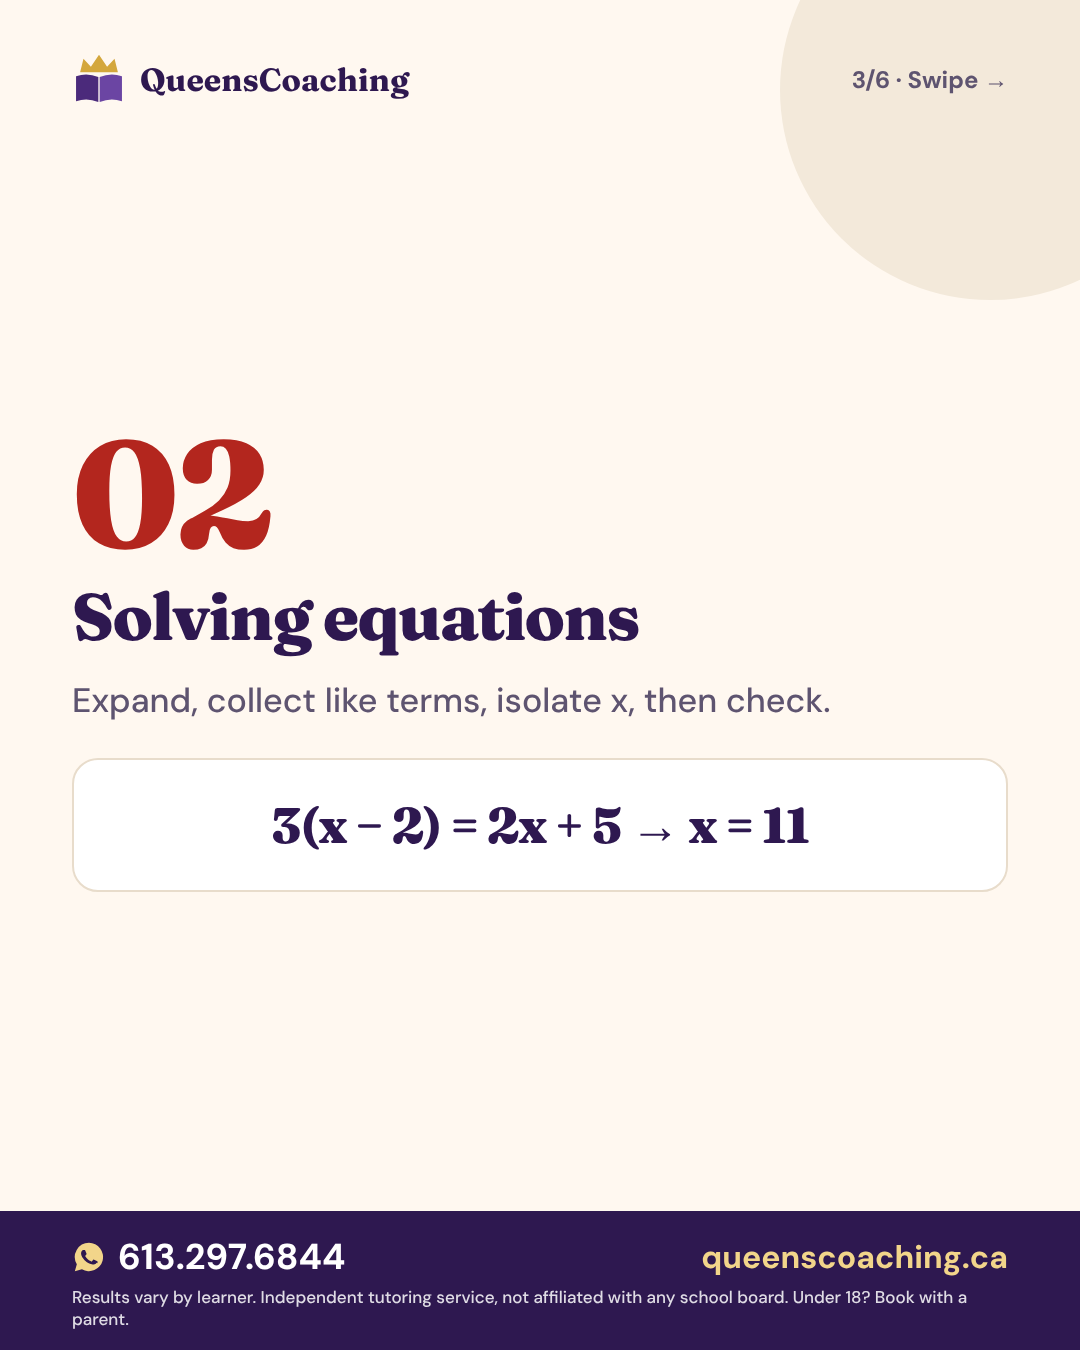 QueensCoaching
3/6 · Swipe →
02
Solving equations
Expand, collect like terms, isolate x, then check.
3(x − 2) = 2x + 5 → x = 11
613.297.6844
queenscoaching.ca
Results vary by learner. Independent tutoring service, not affiliated with any school board. Under 18? Book with a
parent.